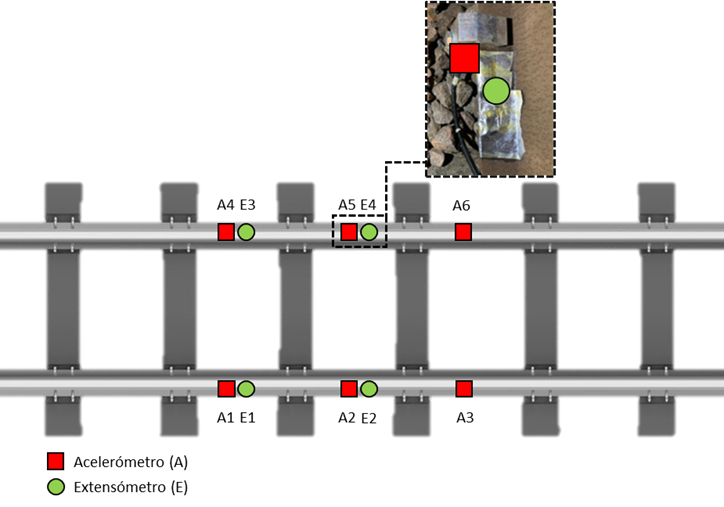 A4 E3 A5 E4 A6
A1 E1 A2 E2 A3
Acelerómetro (A)
Extensómetro (E)